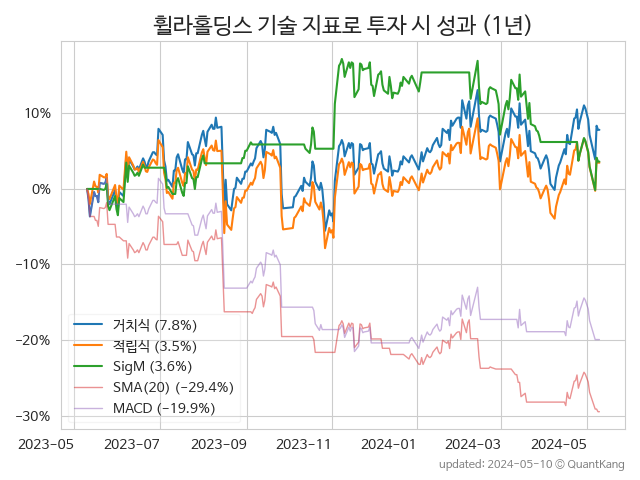 휠라홀딩스 기술 지표로 투자 시 성과 (1년)
10%
0%
−10%
−20%
−30%
거치식 (7.8%)
적립식 (3.5%)
SigM (3.6%)
SMA(20) (−29.4%)
MACD (−19.9%)
2023-05 2023-07 2023-09 2023-11 2024-01 2024-03 2024-05
updated: 2024-05-10 © QuantKang